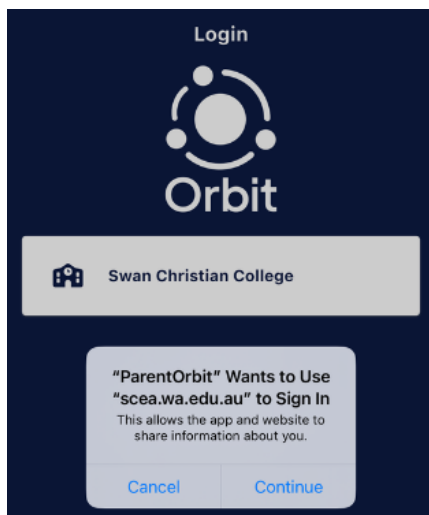 Login
Orbit
Swan Christian College
"ParentOrbit" Wants to Use
"scea.wa.edu.au" to Sign In
This allows the app and website to
share information about you.
Cancel Continue